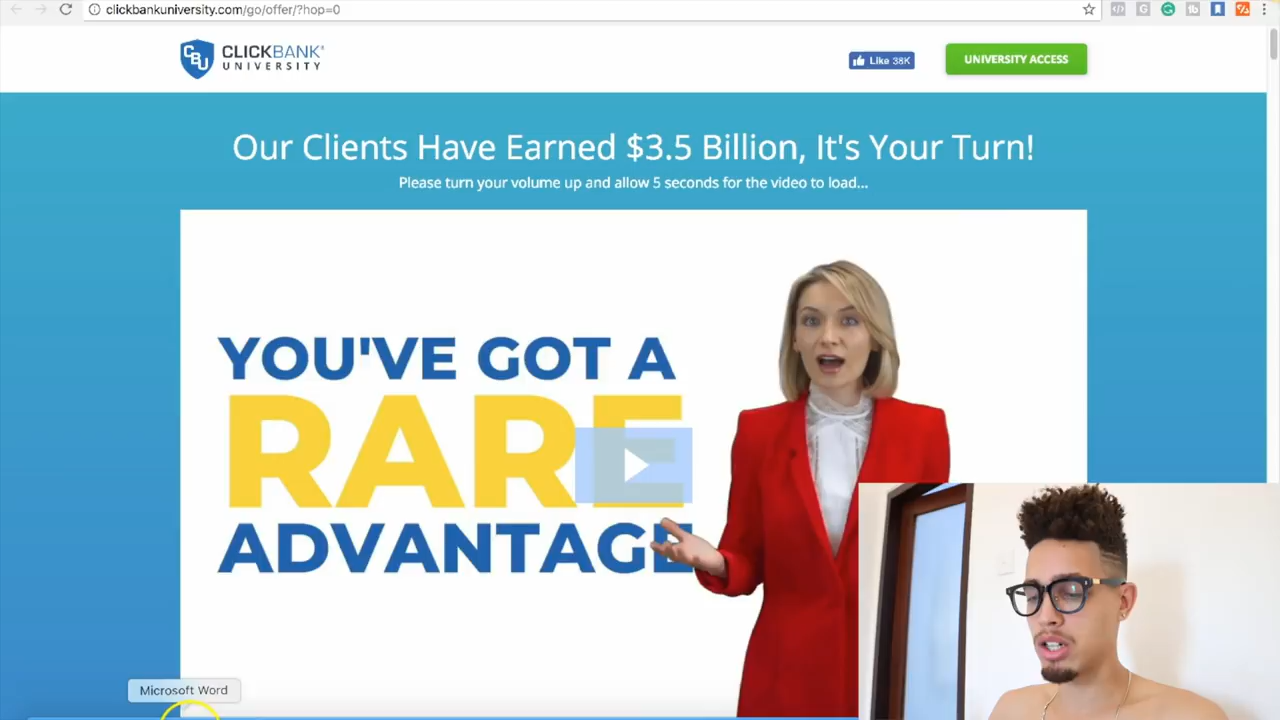 clickbankuniversity.com/go/offer/?hop=0
CBU
CLICKBANK®
UNIVERSITY
Like 38K
UNIVERSITY ACCESS
Our Clients Have Earned $3.5 Billion, It's Your Turn!
Please turn your volume up and allow 5 seconds for the video to load...
YOU'VE GOT A
RARE
ADVANTAGE
Microsoft Word